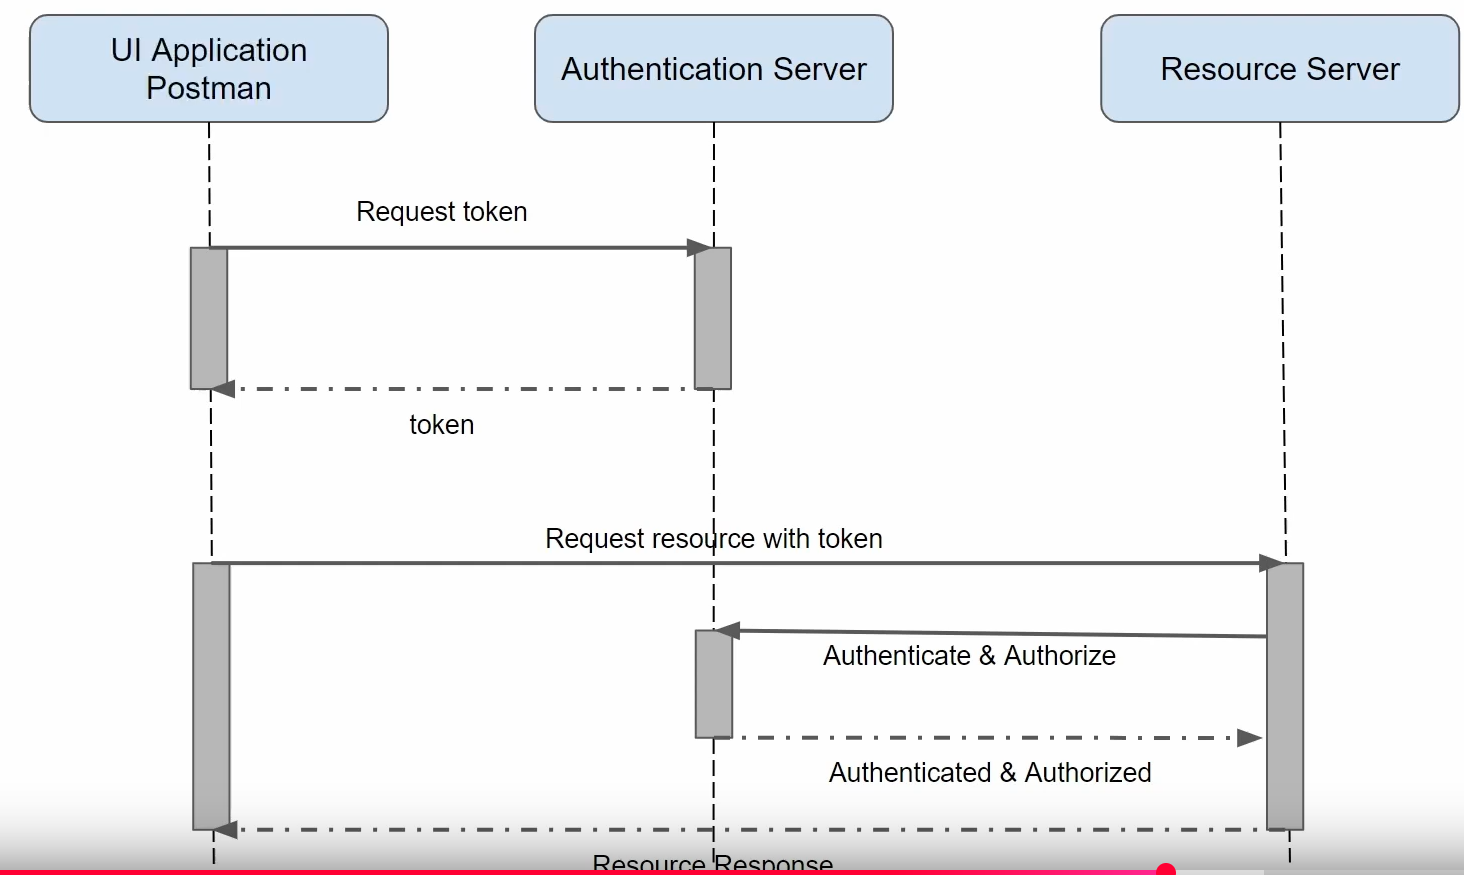 UI Application
Postman
Authentication Server
Resource Server
Request token
token
Request resource with token
Authenticate & Authorize
Authenticated & Authorized
Resource Response